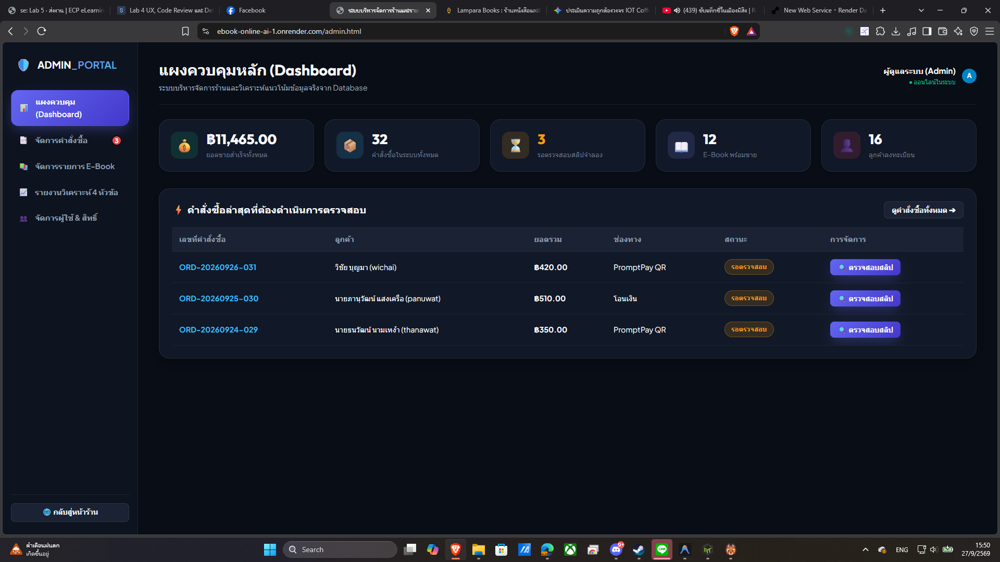 se: Lab 5 · ส่งงาน | ECP eLearnin
Lab 4 UX, Code Review และ De
Facebook
ระบบบริหารจัดการร้านและราย
Lampara Books : ร้านหนังสือและ
ประเมินความถูกต้องวงจร IOT Coff
(439) ขับแท็กซี่ในเมืองผีสิง | R
New Web Service · Render Da
ebook-online-ai-1.onrender.com/admin.html
ADMIN_PORTAL
แผงควบคุม
(Dashboard)
จัดการคำสั่งซื้อ 3
จัดการรายการ E-Book
รายงานวิเคราะห์ 4 หัวข้อ
จัดการผู้ใช้ & สิทธิ์
กลับสู่หน้าร้าน
แผงควบคุมหลัก (Dashboard)
ระบบบริหารจัดการร้านและวิเคราะห์แนวโน้มข้อมูลจริงจาก Database
ผู้ดูแลระบบ (Admin)
● ออนไลน์ในระบบ
A
฿11,465.00
ยอดขายสำเร็จทั้งหมด
32
คำสั่งซื้อในระบบทั้งหมด
3
รอตรวจสอบสลิปจำลอง
12
E-Book พร้อมขาย
16
ลูกค้าลงทะเบียน
คำสั่งซื้อล่าสุดที่ต้องดำเนินการตรวจสอบ
ดูคำสั่งซื้อทั้งหมด ➔
เลขที่คำสั่งซื้อ ลูกค้า ยอดรวม ช่องทาง สถานะ การจัดการ
ORD-20260926-031 วิชัย บุญมา (wichai) ฿420.00 PromptPay QR รอตรวจสอบ ตรวจสอบสลิป
ORD-20260925-030 นายภานุวัฒน์ แสงเครือ (panuwat) ฿510.00 โอนเงิน รอตรวจสอบ ตรวจสอบสลิป
ORD-20260924-029 นายธนวัฒน์ นามเหง้า (thanawat) ฿350.00 PromptPay QR รอตรวจสอบ ตรวจสอบสลิป
คำเตือนฝนตก
เกิดขึ้นอยู่
Search
9+
LINE
ENG
15:50
27/9/2569